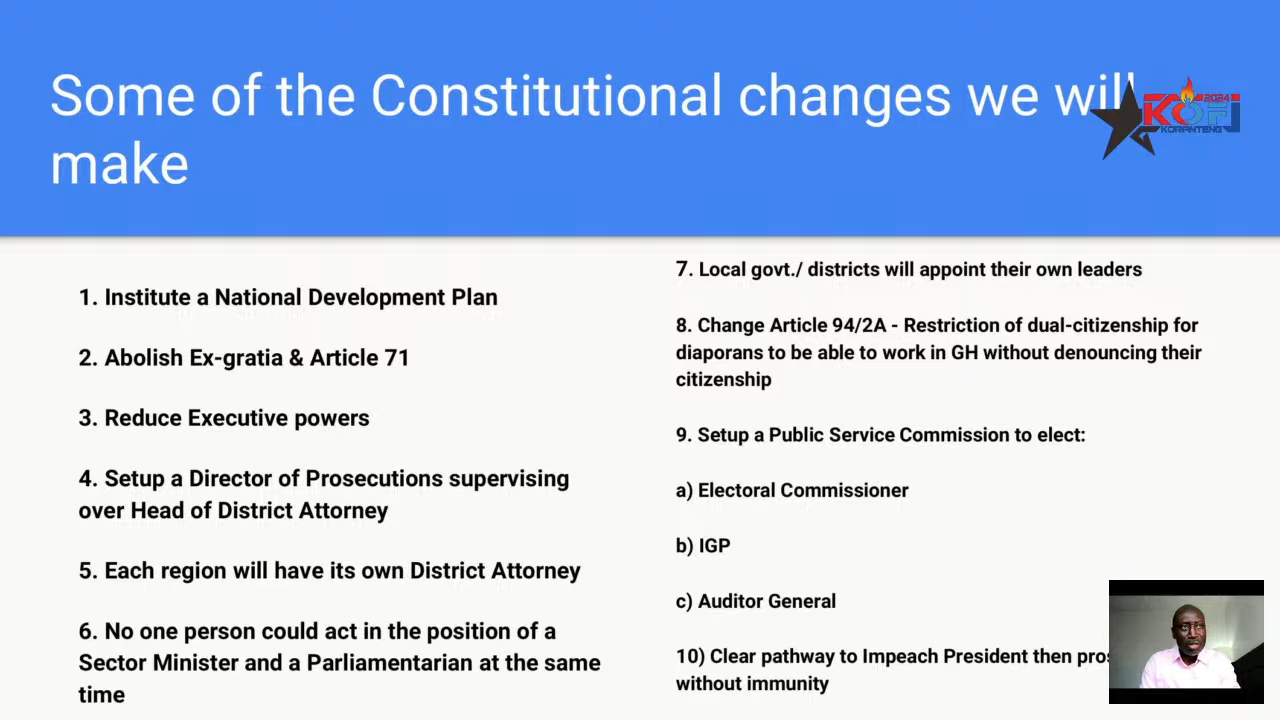 Some of the Constitutional changes we will
make
2024
KOFI
KORANTENG
1. Institute a National Development Plan
2. Abolish Ex-gratia & Article 71
3. Reduce Executive powers
4. Setup a Director of Prosecutions supervising
over Head of District Attorney
5. Each region will have its own District Attorney
6. No one person could act in the position of a
Sector Minister and a Parliamentarian at the same
time
7. Local govt./ districts will appoint their own leaders
8. Change Article 94/2A - Restriction of dual-citizenship for
diaporans to be able to work in GH without denouncing their
citizenship
9. Setup a Public Service Commission to elect:
a) Electoral Commissioner
b) IGP
c) Auditor General
10) Clear pathway to Impeach President then
without immunity